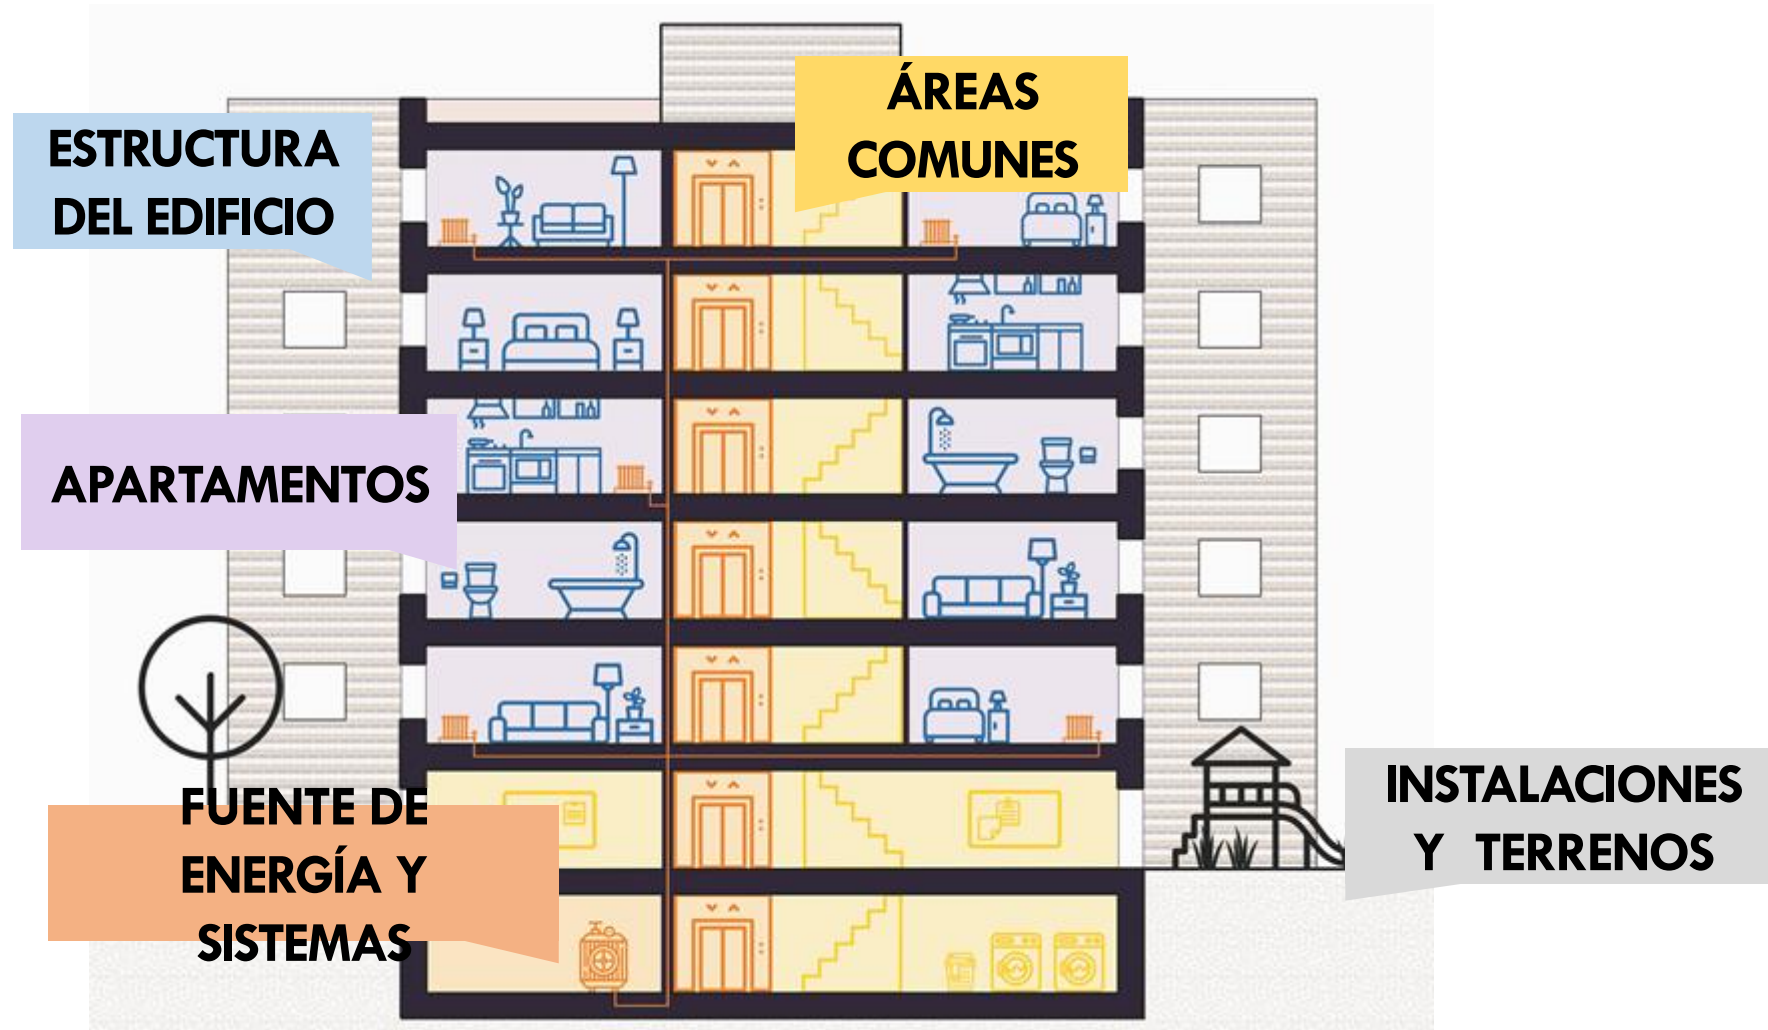 ÁREAS
COMUNES
ESTRUCTURA
DEL EDIFICIO
APARTAMENTOS
FUENTE DE
ENERGÍA Y
SISTEMAS
INSTALACIONES
Y TERRENOS